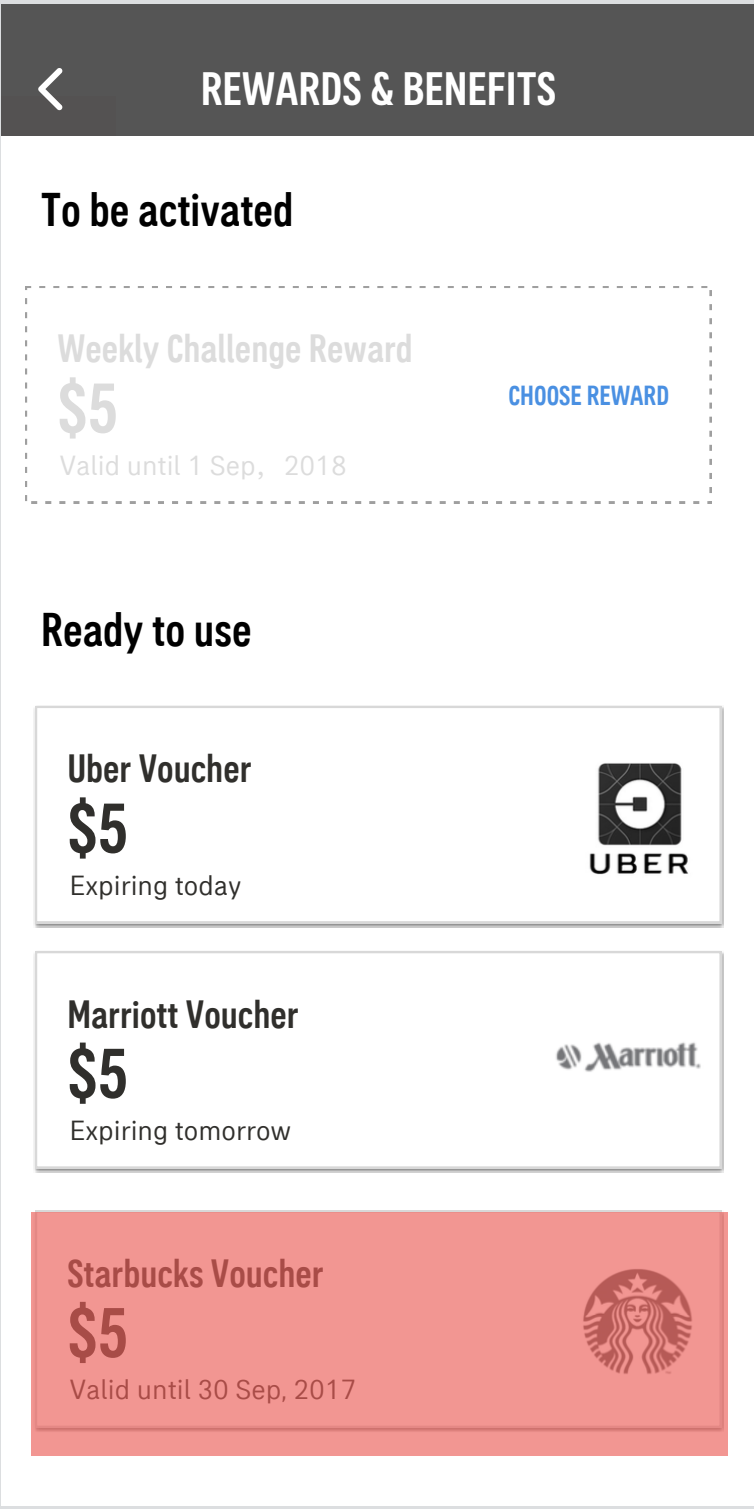 REWARDS & BENEFITS
To be activated
Weekly Challenge Reward
$5
CHOOSE REWARD
Valid until 1 Sep,  2018
Ready to use
Uber Voucher
$5
UBER
Expiring today
Marriott Voucher
$5
Marriott
Expiring tomorrow
Starbucks Voucher
$5
Valid until 30 Sep, 2017